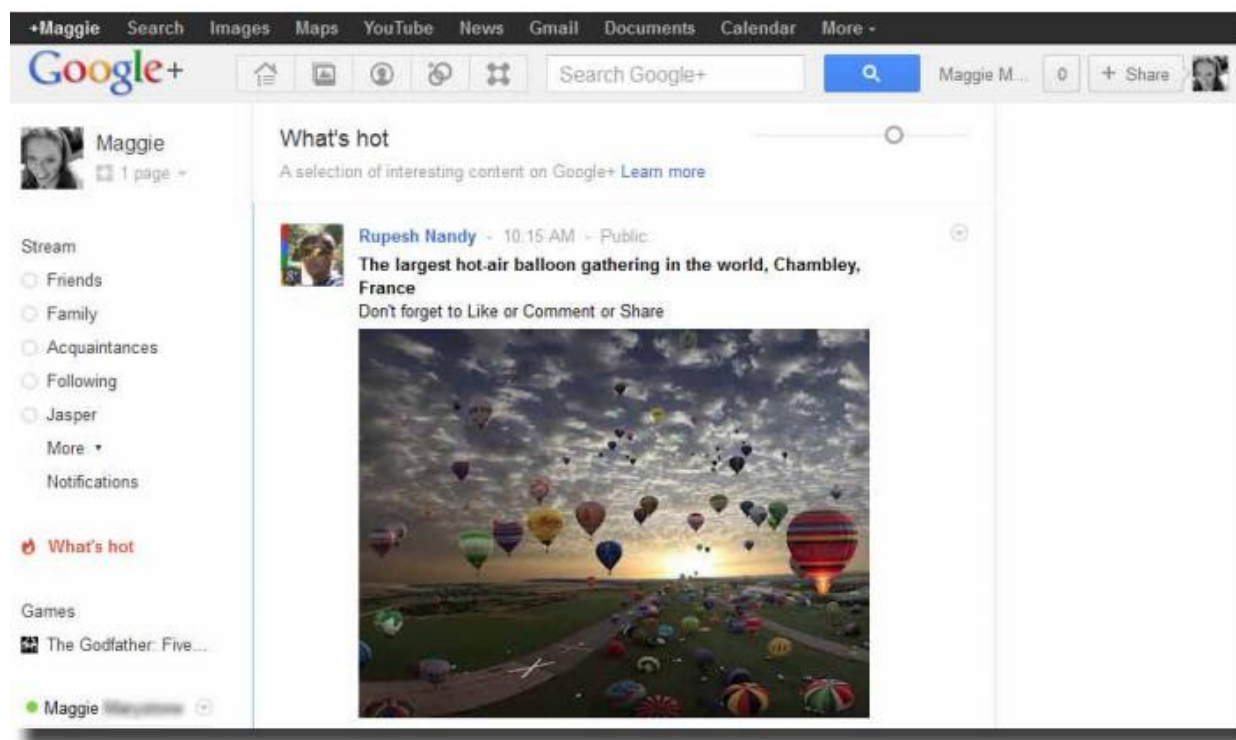 +Maggie Search Images Maps YouTube News Gmail Documents Calendar More
Google+ Search Google+ Maggie M... 0 + Share
Maggie
1 page
What's hot
A selection of interesting content on Google+ Learn more
Stream
Friends
Family
Acquaintances
Following
Jasper
More
Notifications
What's hot
Games
The Godfather: Five...
Maggie
Rupesh Nandy - 10:15 AM - Public
The largest hot-air balloon gathering in the world, Chambley,
France
Don't forget to Like or Comment or Share